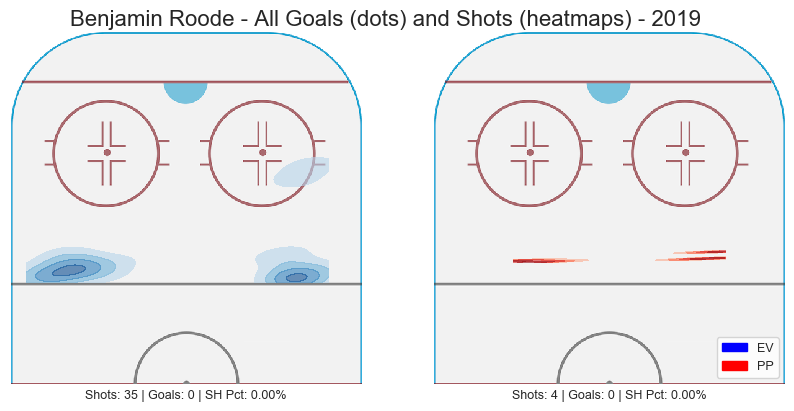 Benjamin Roode - All Goals (dots) and Shots (heatmaps) - 2019
EV
PP
Shots: 35 | Goals: 0 | SH Pct: 0.00%
Shots: 4 | Goals: 0 | SH Pct: 0.00%